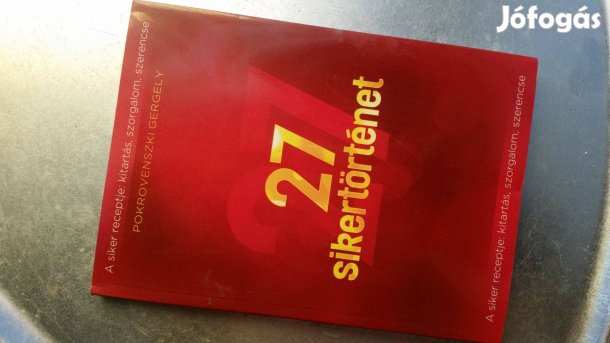 Jófogás
A siker receptje: kitartás, szorgalom, szerencse
POKROVENSZKI GERGELY
27
sikertörténet
A siker receptje: kitartás, szorgalom, szerencse